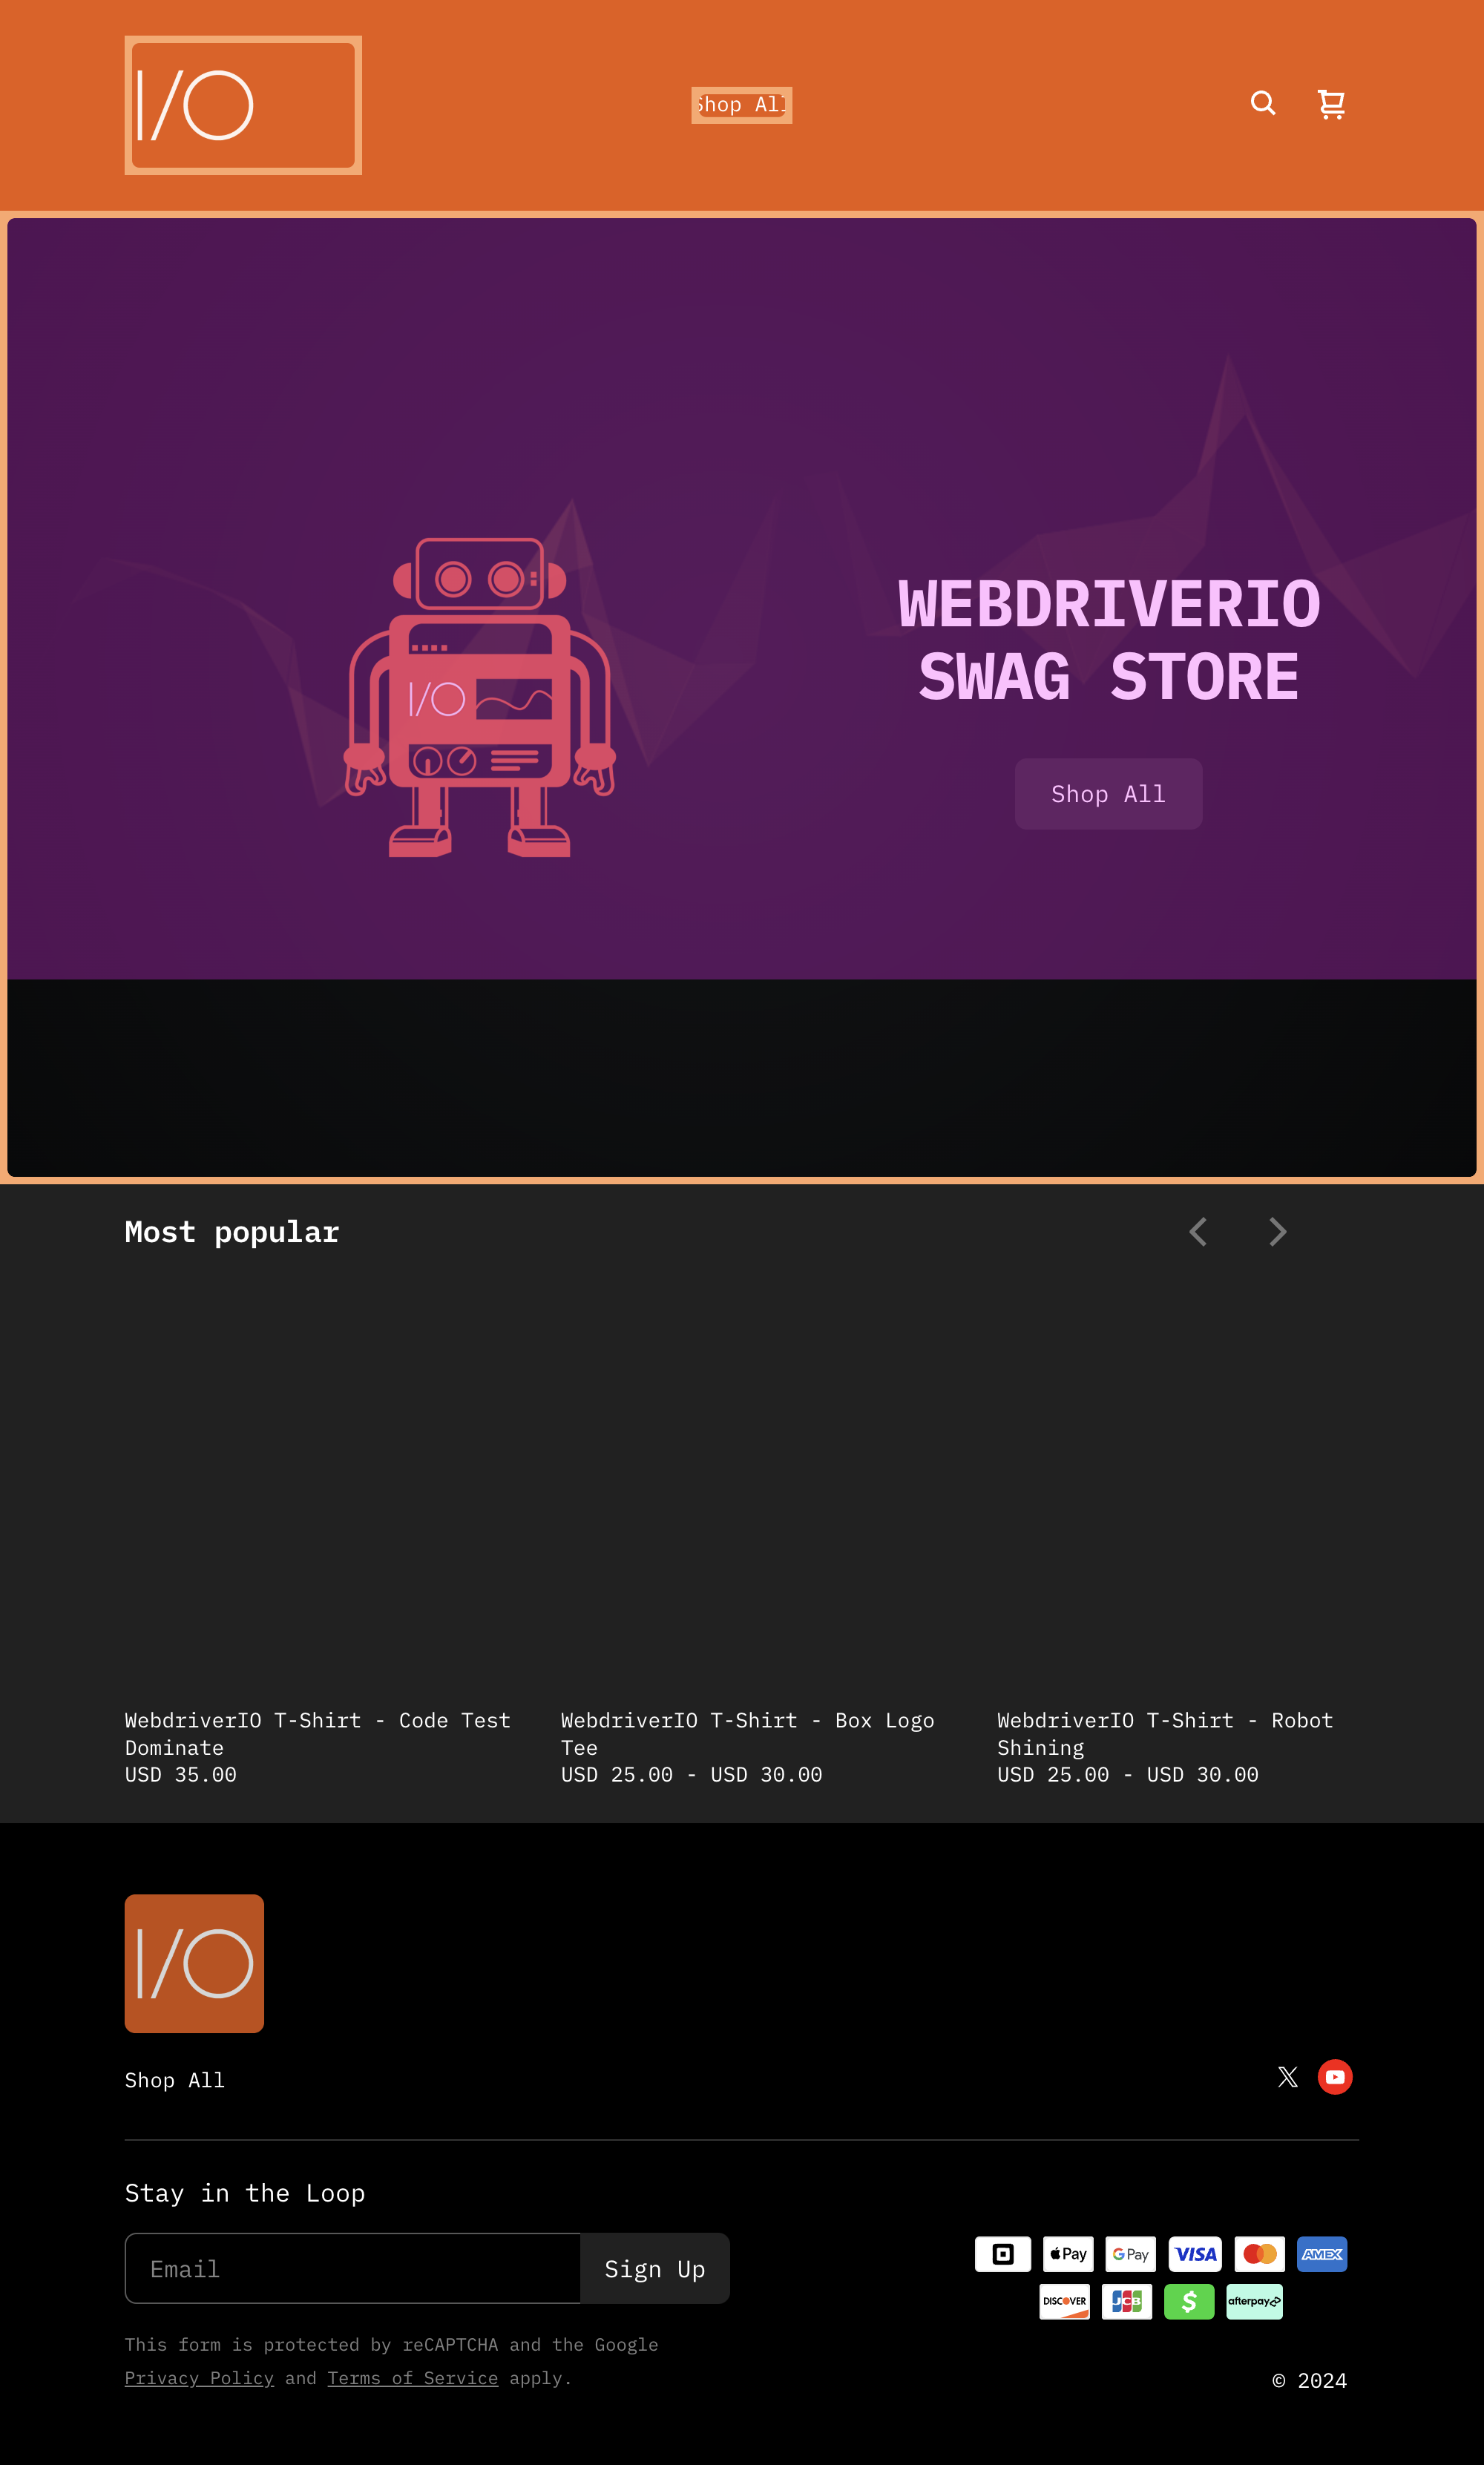 I/O
Shop All
I/O
WEBDRIVERIO
SWAG STORE
Shop All
Most popular
WebdriverIO T-Shirt - Code Test
Dominate
USD 35.00
WebdriverIO T-Shirt - Box Logo
Tee
USD 25.00 - USD 30.00
WebdriverIO T-Shirt - Robot
Shining
USD 25.00 - USD 30.00
I/O
Shop All
Stay in the Loop
Email
Sign Up
Pay
G Pay
VISA
AMEX
DISCOVER
JCB
$
afterpay
This form is protected by reCAPTCHA and the Google
Privacy Policy and Terms of Service apply.
© 2024